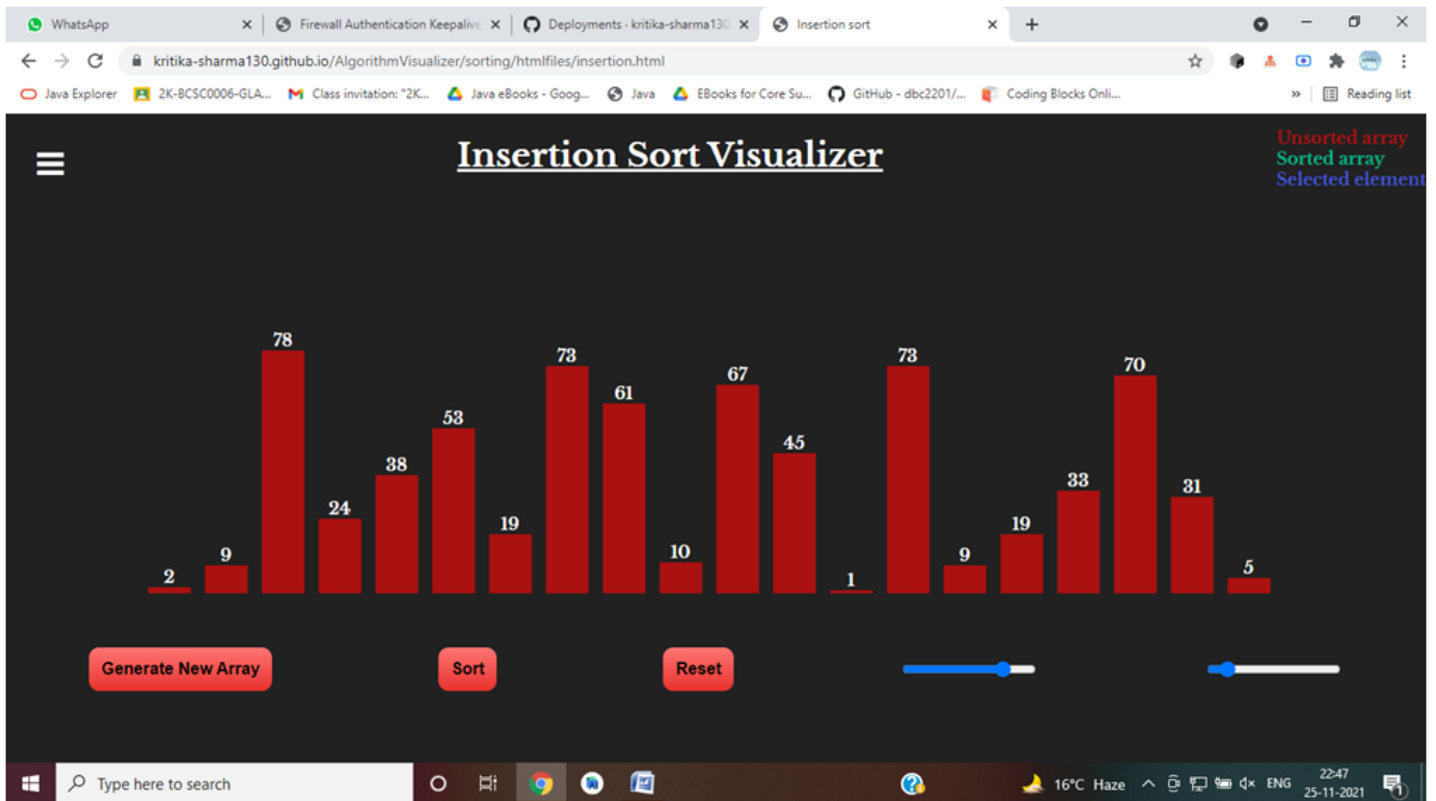 WhatsApp
Firewall Authentication Keepalive
Deployments · kritika-sharma130
Insertion sort
kritika-sharma130.github.io/AlgorithmVisualizer/sorting/htmlfiles/insertion.html
Java Explorer
2K-BCSC0006-GLA...
Class invitation: "2K...
Java eBooks - Goog...
Java
EBooks for Core Su...
GitHub - dbc2201/...
Coding Blocks Onli...
»
Reading list
Insertion Sort Visualizer
Unsorted array
Sorted array
Selected element
2
9
78
24
38
53
19
73
61
10
67
45
1
73
9
19
33
70
31
5
Generate New Array
Sort
Reset
Type here to search
16°C Haze
ENG
22:47
25-11-2021
1